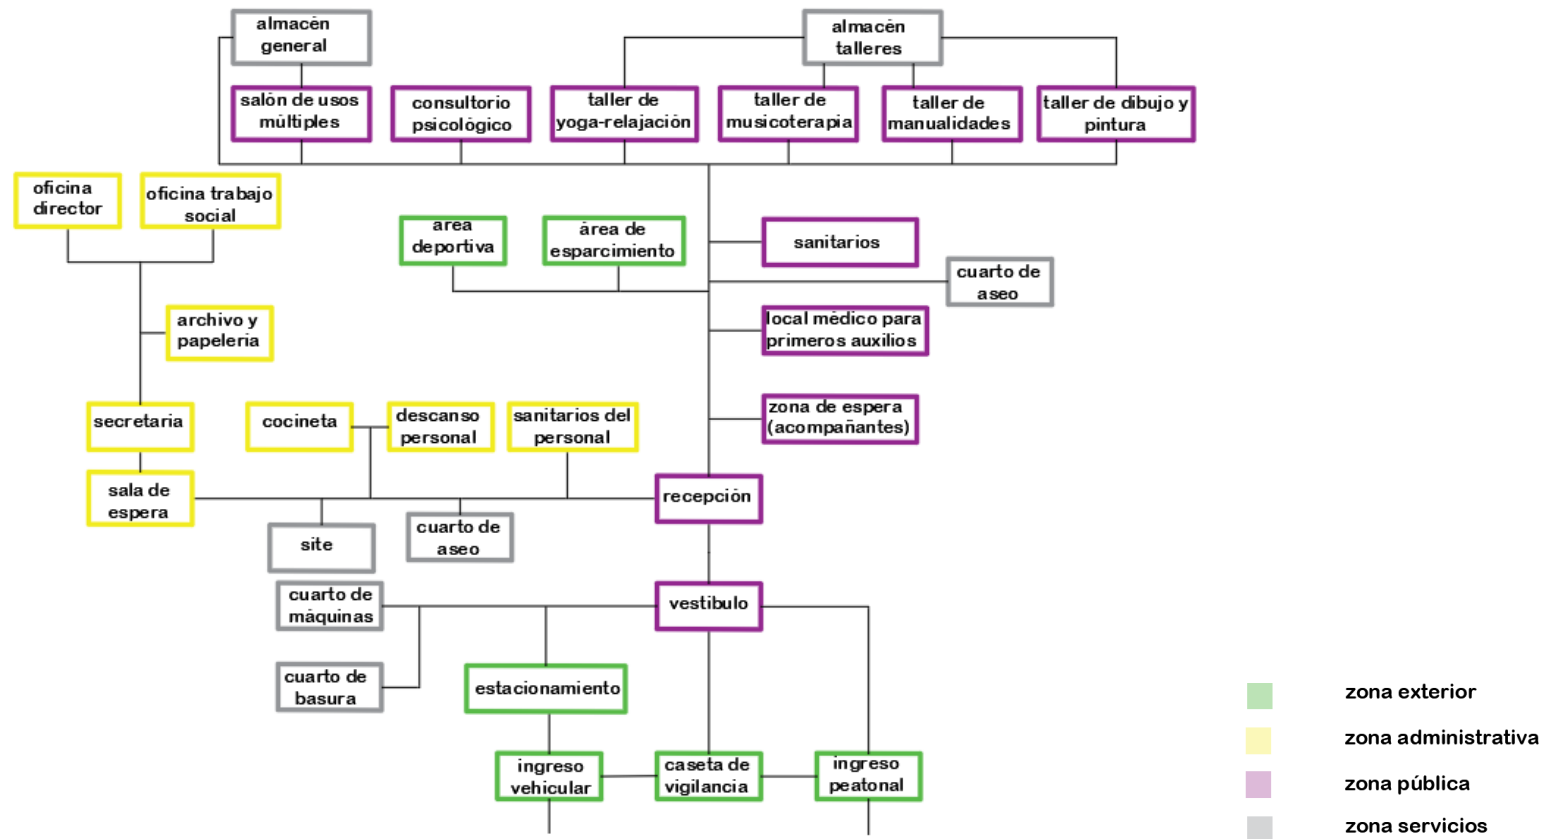 almacén
general
almacén
talleres
salón de usos
múltiples
consultorio
psicológico
taller de
yoga-relajación
taller de
musicoterapia
taller de
manualidades
taller de dibujo y
pintura
oficina
director
oficina trabajo
social
area
deportiva
área de
esparcimiento
sanitarios
cuarto de
aseo
archivo y
papeleria
local médico para
primeros auxilios
secretaria
cocineta
descanso
personal
sanitarios del
personal
zona de espera
(acompañantes)
sala de
espera
recepción
site
cuarto de
aseo
cuarto de
máquinas
vestibulo
cuarto de
basura
estacionamiento
ingreso
vehicular
caseta de
vigilancia
ingreso
peatonal
zona exterior
zona administrativa
zona pública
zona servicios